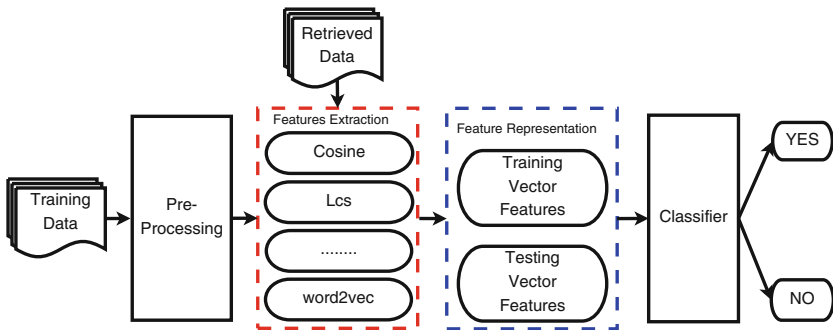 Retrieved
Data
Training
Data
Pre-
Processing
Features Extraction
Cosine
Lcs
........
word2vec
Feature Representation
Training
Vector
Features
Testing
Vector
Features
Classifier
YES
NO